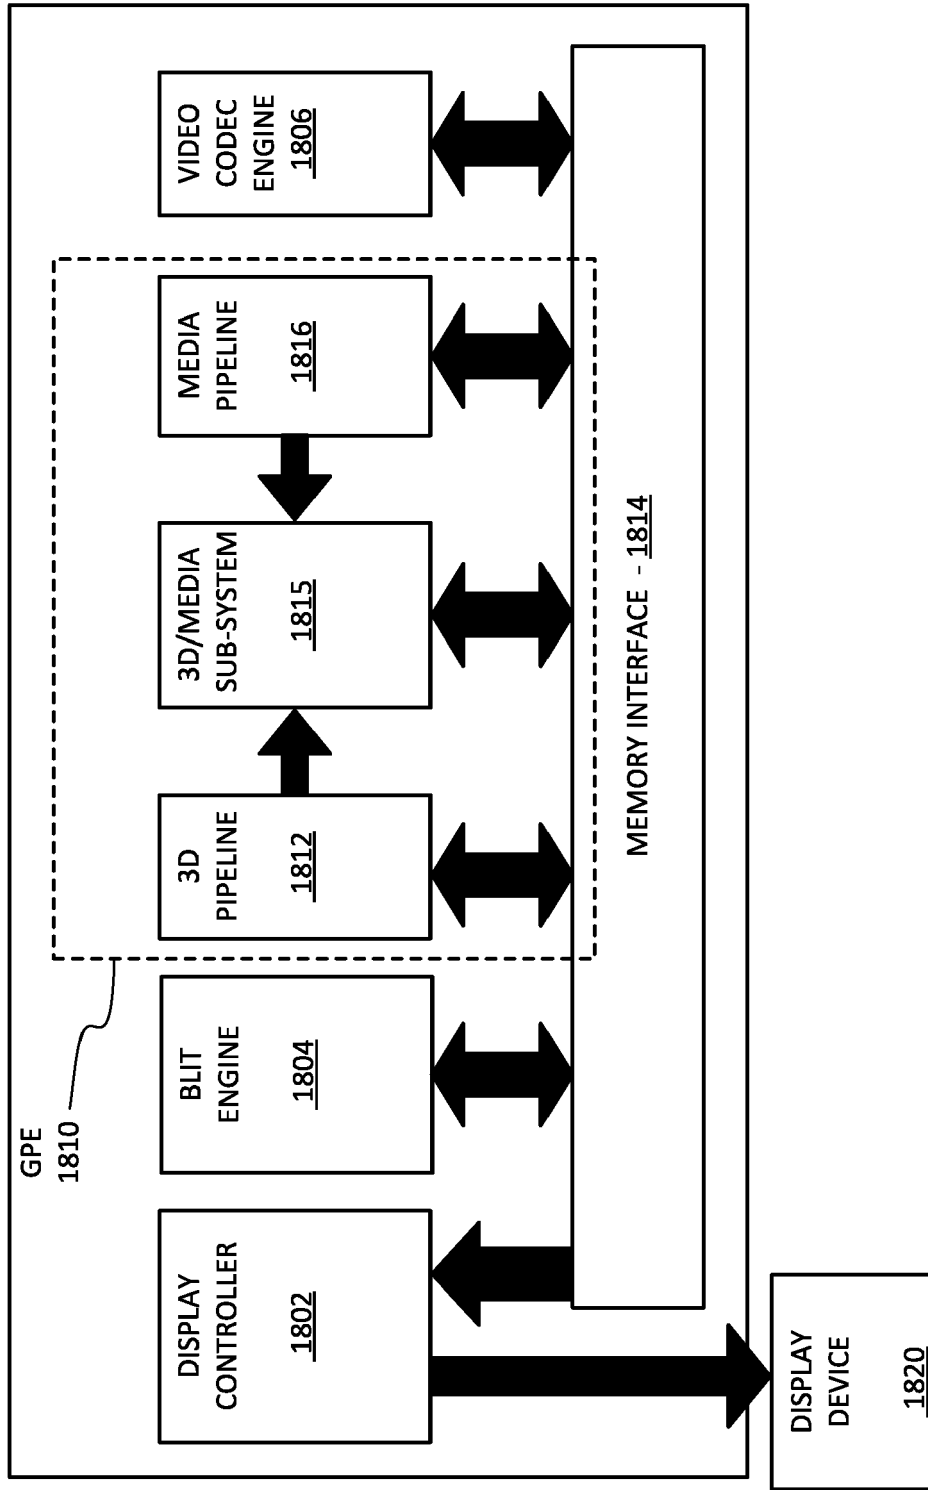 GPE
1810
DISPLAY
CONTROLLER
1802
BLIT
ENGINE
1804
3D
PIPELINE
1812
3D/MEDIA
SUB-SYSTEM
1815
MEDIA
PIPELINE
1816
VIDEO
CODEC
ENGINE
1806
MEMORY INTERFACE - 1814
DISPLAY
DEVICE
1820